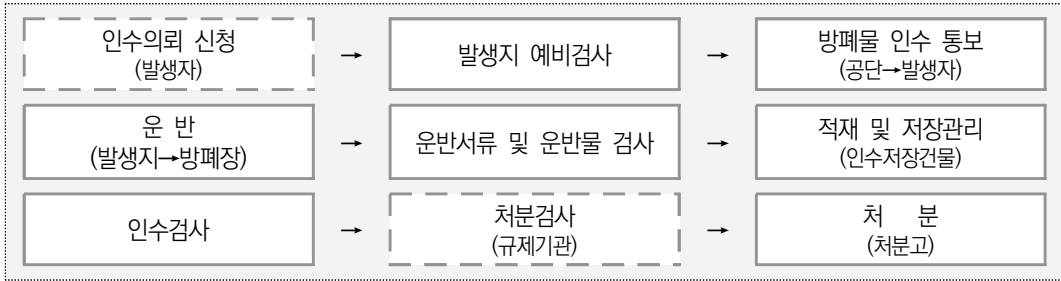 인수의뢰 신청
(발생자)
→
발생지 예비검사
→
방폐물 인수 통보
(공단→발생자)
운 반
(발생지→방폐장)
→
운반서류 및 운반물 검사
→
적재 및 저장관리
(인수저장건물)
인수검사
→
처분검사
(규제기관)
→
처 분
(처분고)